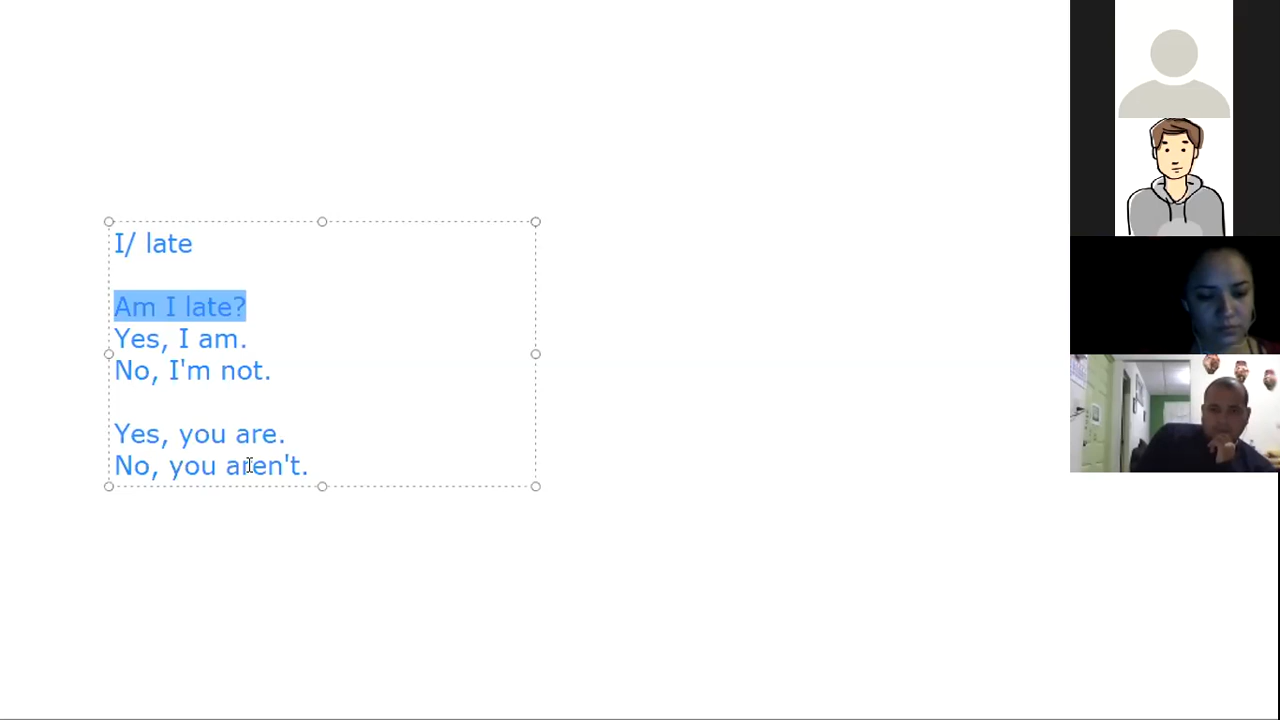 I/ late
Am I late?
Yes, I am.
No, I'm not.
Yes, you are.
No, you aren't.